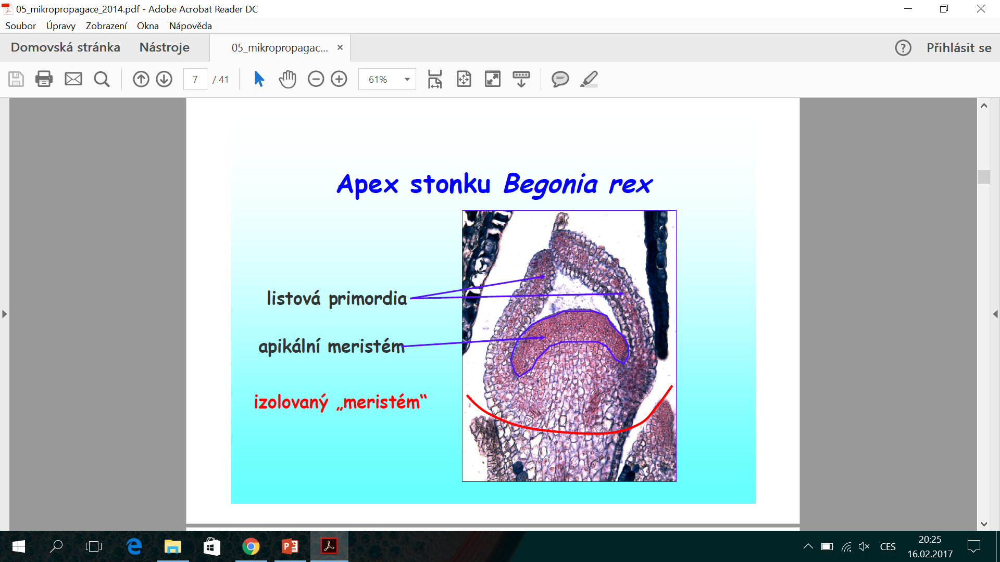 05_mikropropagace_2014.pdf - Adobe Acrobat Reader DC
Soubor Úpravy Zobrazení Okna Nápověda
Domovská stránka Nástroje 05_mikropropagac... × ? Přihlásit se
7 / 41 61%
Apex stonku Begonia rex
listová primordia
apikální meristém
izolovaný „meristém“
CES
20:25
16.02.2017